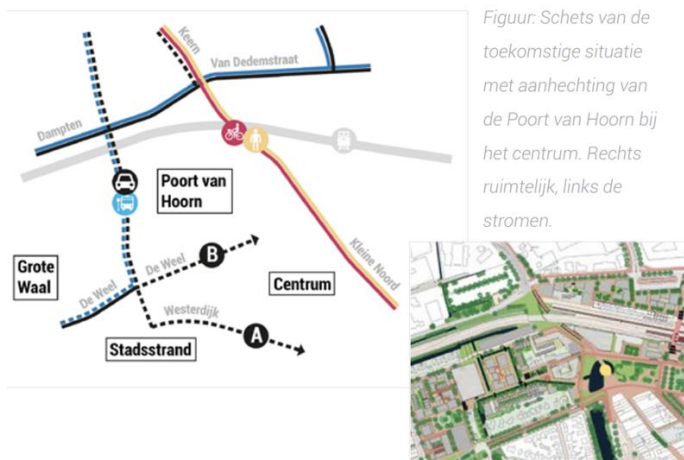 Figuur: Schets van de
toekomstige situatie
met aanhechting van
de Poort van Hoorn bij
het centrum. Rechts
ruimtelijk, links de
stromen.
Keern
Van Dedemstraat
Dampten
Poort van
Hoorn
B
De Weel
Grote
Waal
De Weel
Centrum
Kleine Noord
Westerdijk
A
Stadsstrand